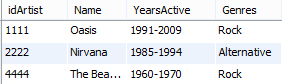 idArtist Name YearsActive Genres
1111 Oasis 1991-2009 Rock
2222 Nirvana 1985-1994 Alternative
4444 The Bea... 1960-1970 Rock